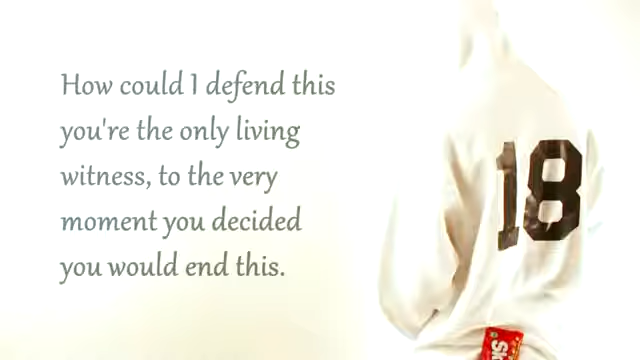 How could I defend this
you're the only living
witness, to the very
moment you decided
you would end this.
18